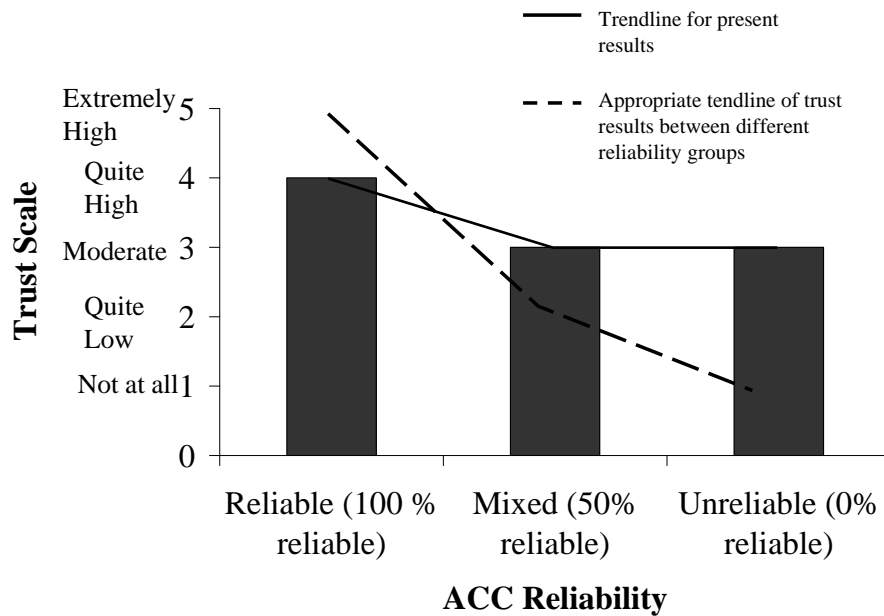 Trendline for present
results
Appropriate tendline of trust
results between different
reliability groups
Trust Scale
Extremely
High
Quite
High
Moderate
Quite
Low
Not at all
5
4
3
2
1
0
Reliable (100 %
reliable)
Mixed (50%
reliable)
Unreliable (0%
reliable)
ACC Reliability